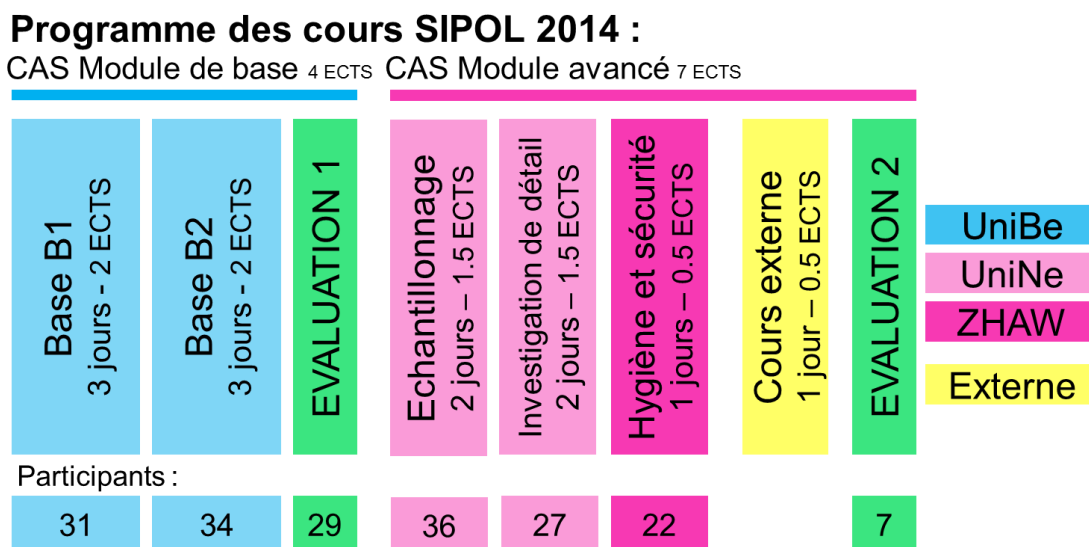 Programme des cours SIPOL 2014 :
CAS Module de base 4 ECTS CAS Module avancé 7 ECTS
Base B1
3 jours - 2 ECTS
Base B2
3 jours - 2 ECTS
EVALUATION 1
Echantillonnage
2 jours – 1.5 ECTS
Investigation de détail
2 jours – 1.5 ECTS
Hygiène et sécurité
1 jours – 0.5 ECTS
Cours externe
1 jour – 0.5 ECTS
EVALUATION 2
UniBe
UniNe
ZHAW
Externe
Participants :
31 34 29 36 27 22 7